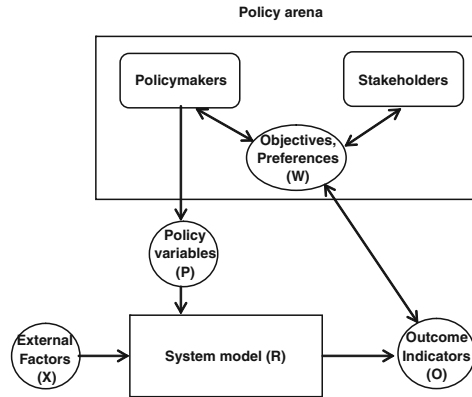 Policy arena
Policymakers
Stakeholders
Objectives,
Preferences
(W)
Policy
variables
(P)
External
Factors
(X)
System model (R)
Outcome
Indicators
(O)